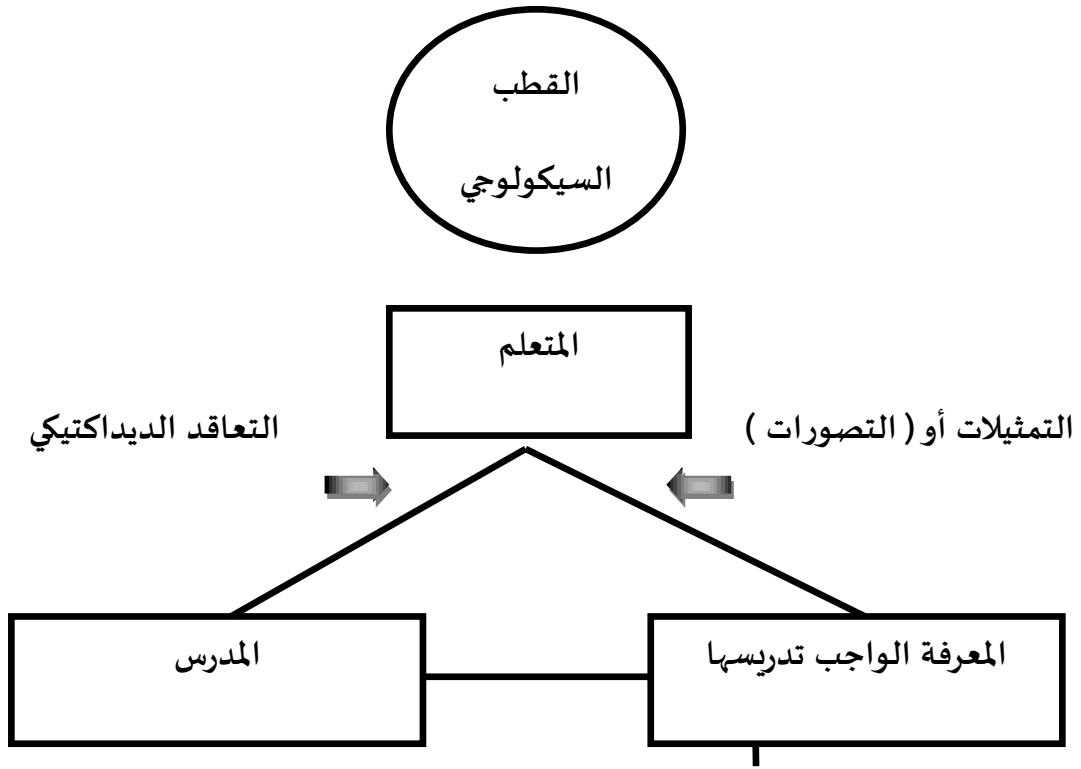 القطب
السيكولوجي
المتعلم
التمثيلات أو ( التصورات )
التعاقد الديداكتيكي
المعرفة الواجب تدريسها
المدرس